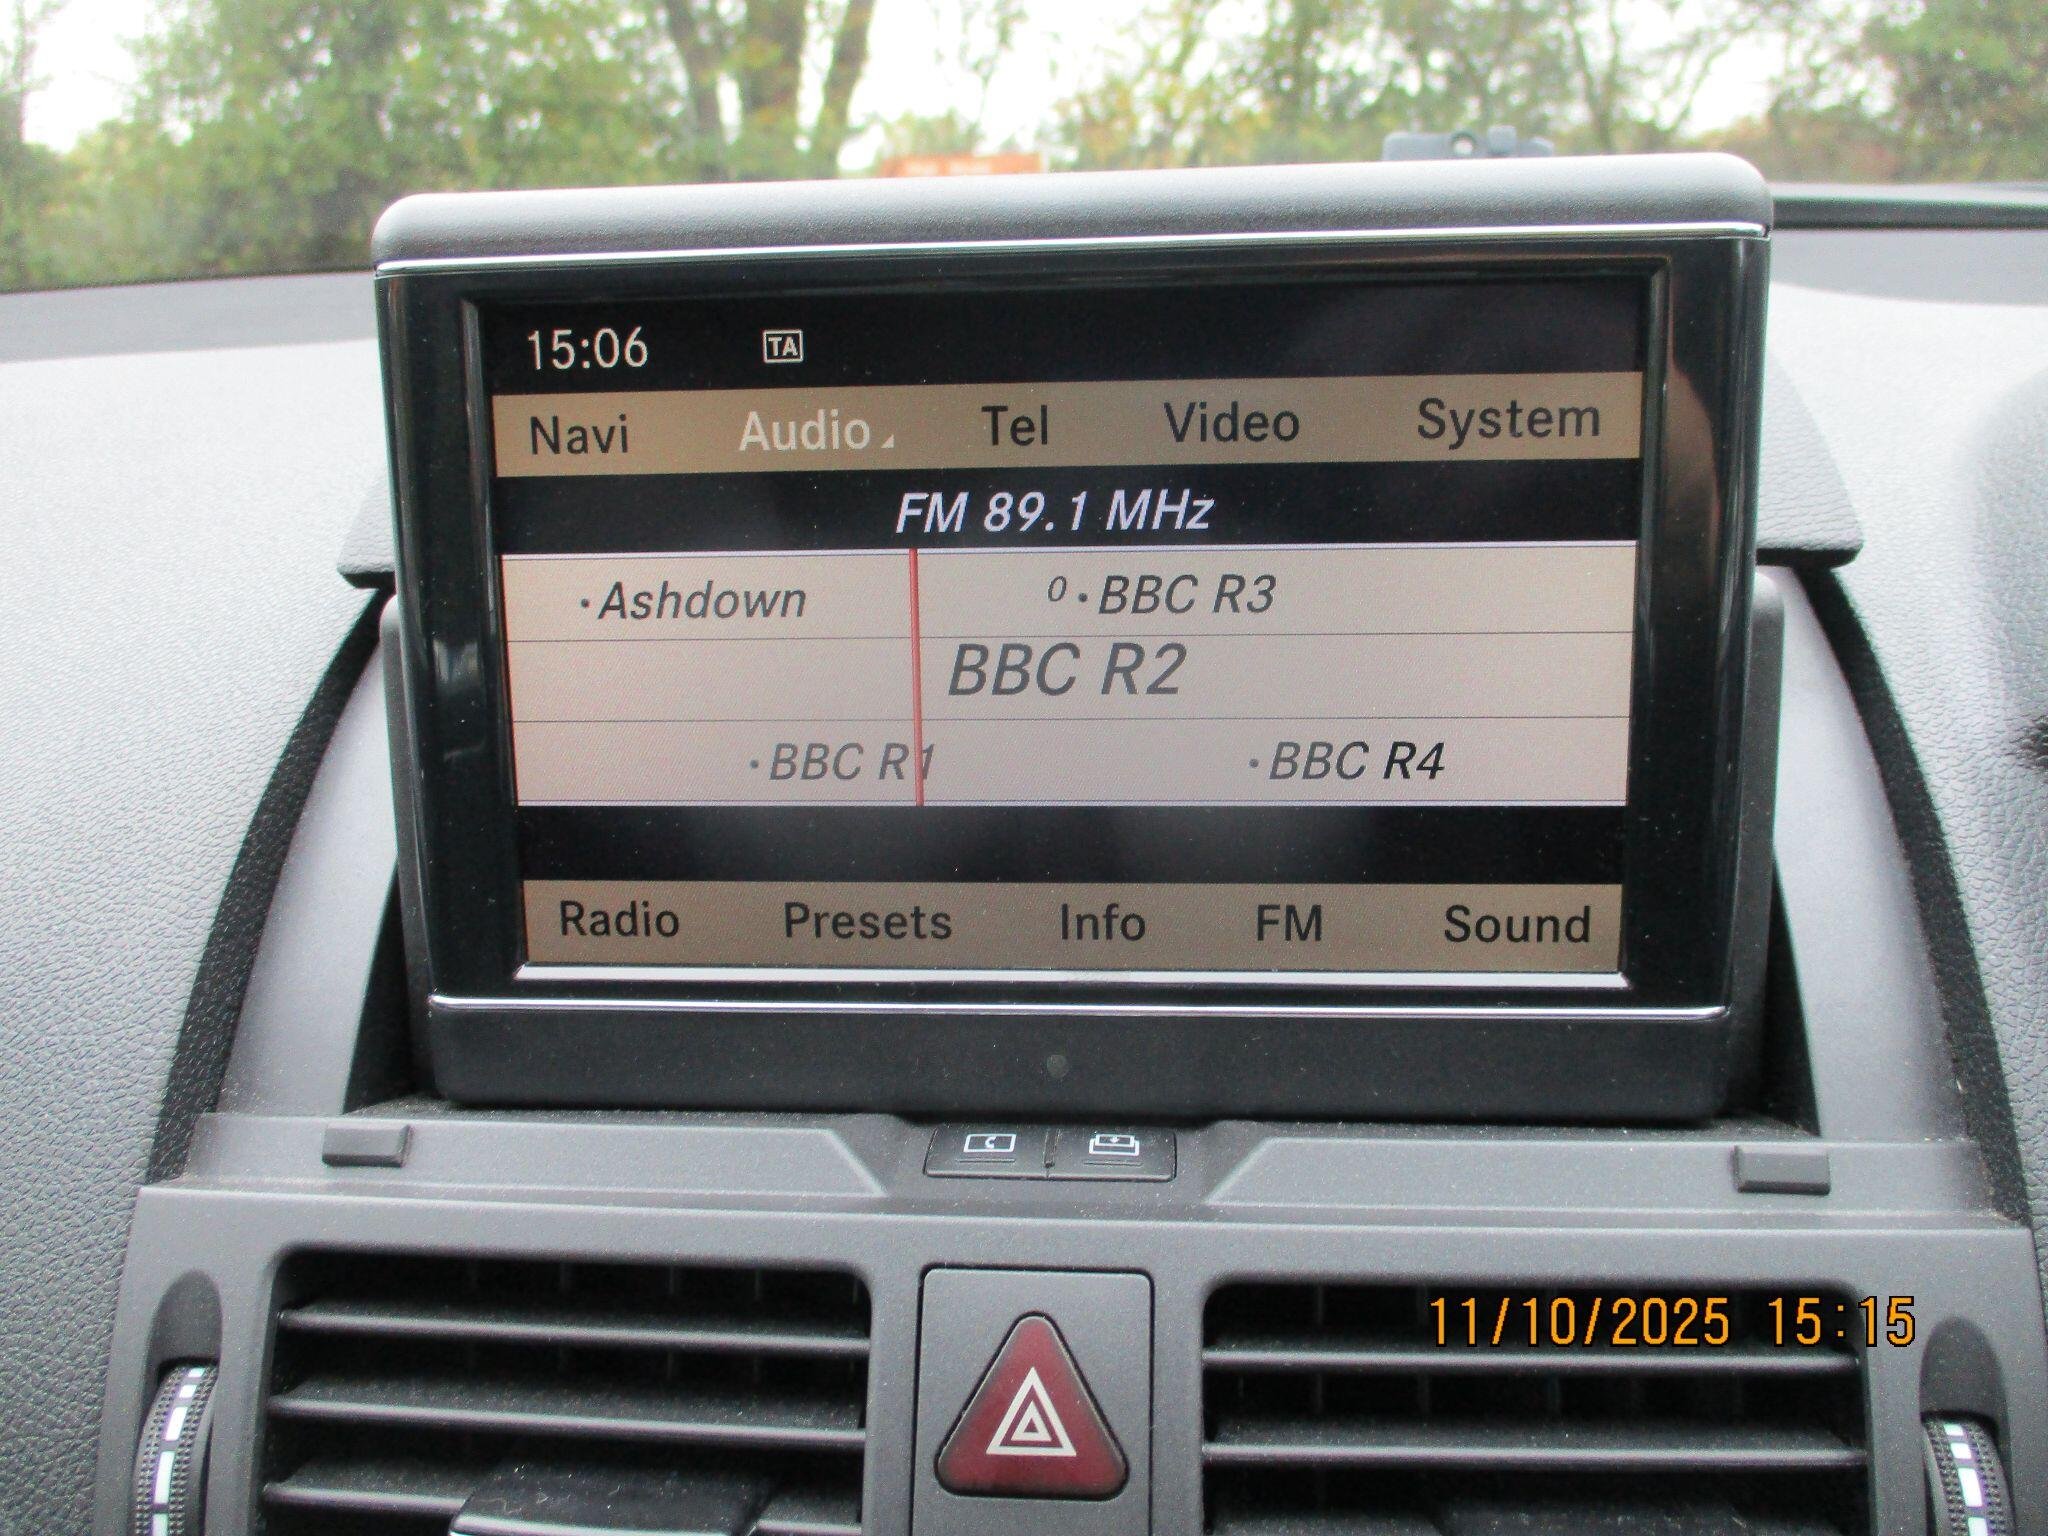 15:06 TA
Navi Audio Tel Video System
FM 89.1 MHz
·Ashdown 0·BBC R3
BBC R2
·BBC R1 ·BBC R4
Radio Presets Info FM Sound
11/10/2025 15:15